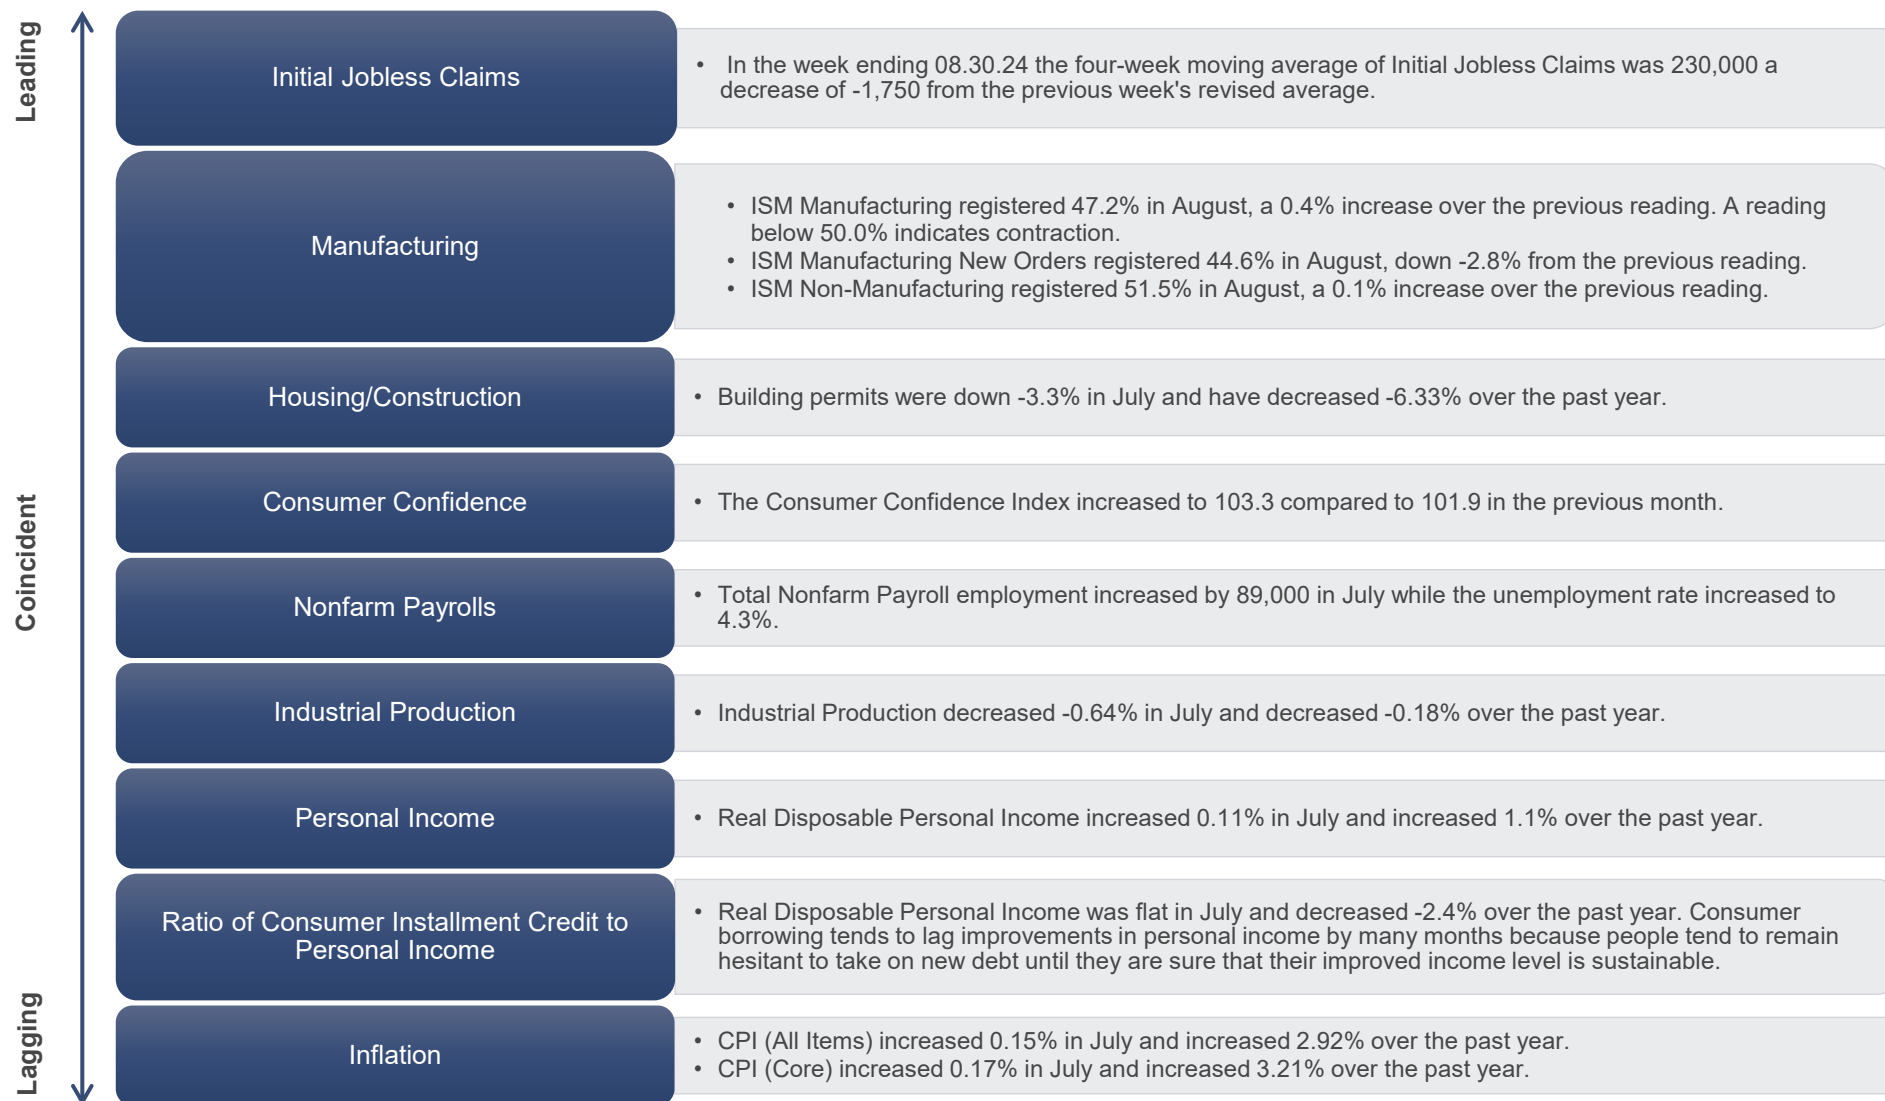 Leading
Initial Jobless Claims
• In the week ending 08.30.24 the four-week moving average of Initial Jobless Claims was 230,000 a
decrease of -1,750 from the previous week's revised average.
Manufacturing
• ISM Manufacturing registered 47.2% in August, a 0.4% increase over the previous reading. A reading
below 50.0% indicates contraction.
• ISM Manufacturing New Orders registered 44.6% in August, down -2.8% from the previous reading.
• ISM Non-Manufacturing registered 51.5% in August, a 0.1% increase over the previous reading.
Housing/Construction
• Building permits were down -3.3% in July and have decreased -6.33% over the past year.
Coincident
Consumer Confidence
• The Consumer Confidence Index increased to 103.3 compared to 101.9 in the previous month.
Nonfarm Payrolls
• Total Nonfarm Payroll employment increased by 89,000 in July while the unemployment rate increased to
4.3%.
Industrial Production
• Industrial Production decreased -0.64% in July and decreased -0.18% over the past year.
Personal Income
• Real Disposable Personal Income increased 0.11% in July and increased 1.1% over the past year.
Ratio of Consumer Installment Credit to
Personal Income
• Real Disposable Personal Income was flat in July and decreased -2.4% over the past year. Consumer
borrowing tends to lag improvements in personal income by many months because people tend to remain
hesitant to take on new debt until they are sure that their improved income level is sustainable.
Lagging
Inflation
• CPI (All Items) increased 0.15% in July and increased 2.92% over the past year.
• CPI (Core) increased 0.17% in July and increased 3.21% over the past year.